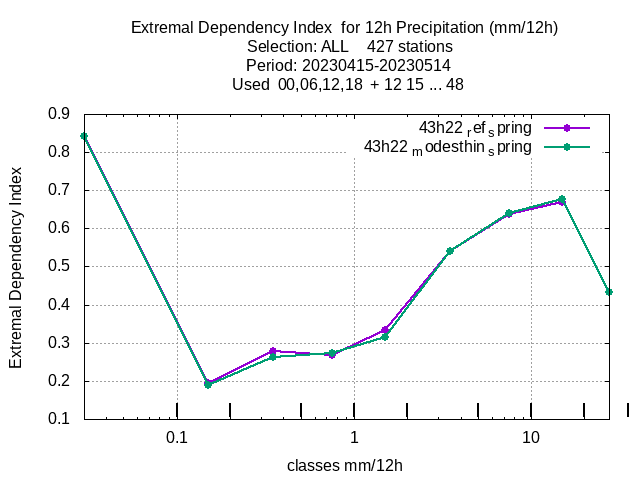 Extremal Dependency Index for 12h Precipitation (mm/12h)
Selection: ALL 427 stations
Period: 20230415-20230514
Used 00,06,12,18 + 12 15 ... 48
43h22 ref spring
43h22 modesthin spring
Extremal Dependency Index
0.9
0.8
0.7
0.6
0.5
0.4
0.3
0.2
0.1
0.1 1 10
classes mm/12h